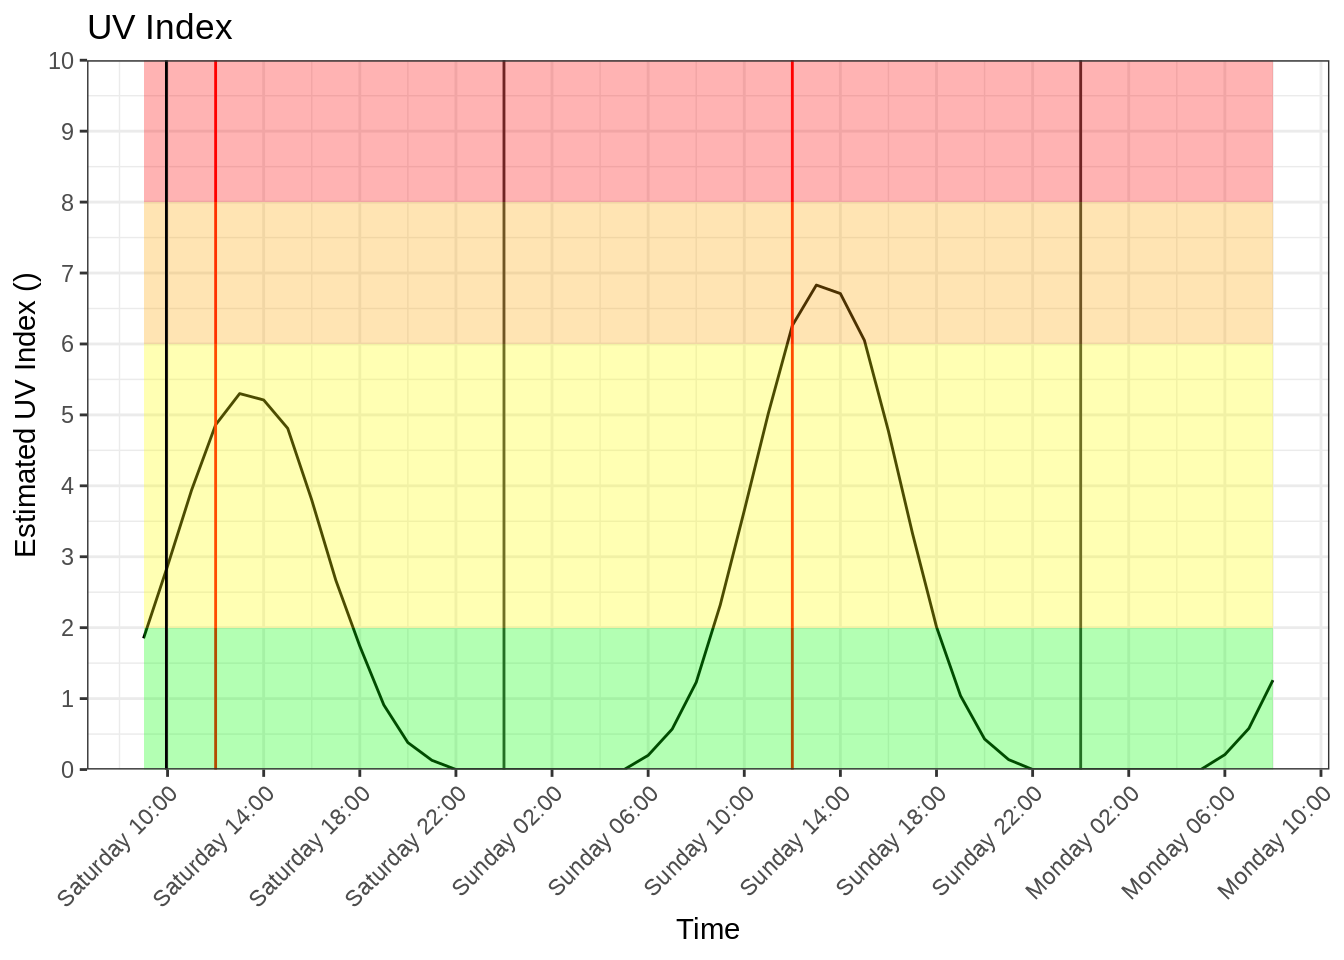 UV Index
Estimated UV Index ()
10
9
8
7
6
5
4
3
2
1
0
Saturday 10:00
Saturday 14:00
Saturday 18:00
Saturday 22:00
Sunday 02:00
Sunday 06:00
Sunday 10:00
Sunday 14:00
Sunday 18:00
Sunday 22:00
Monday 02:00
Monday 06:00
Monday 10:00
Time